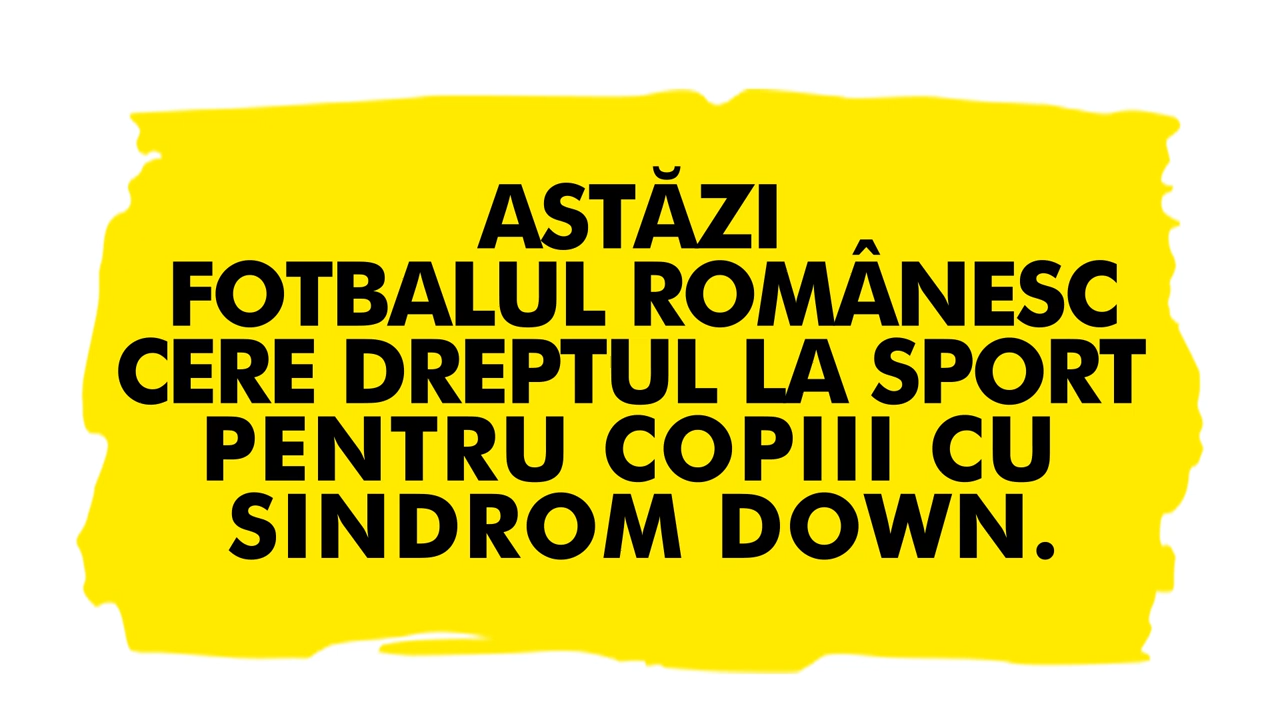 ASTĂZI
FOTBALUL ROMÂNESC
CERE DREPTUL LA SPORT
PENTRU COPIII CU
SINDROM DOWN.